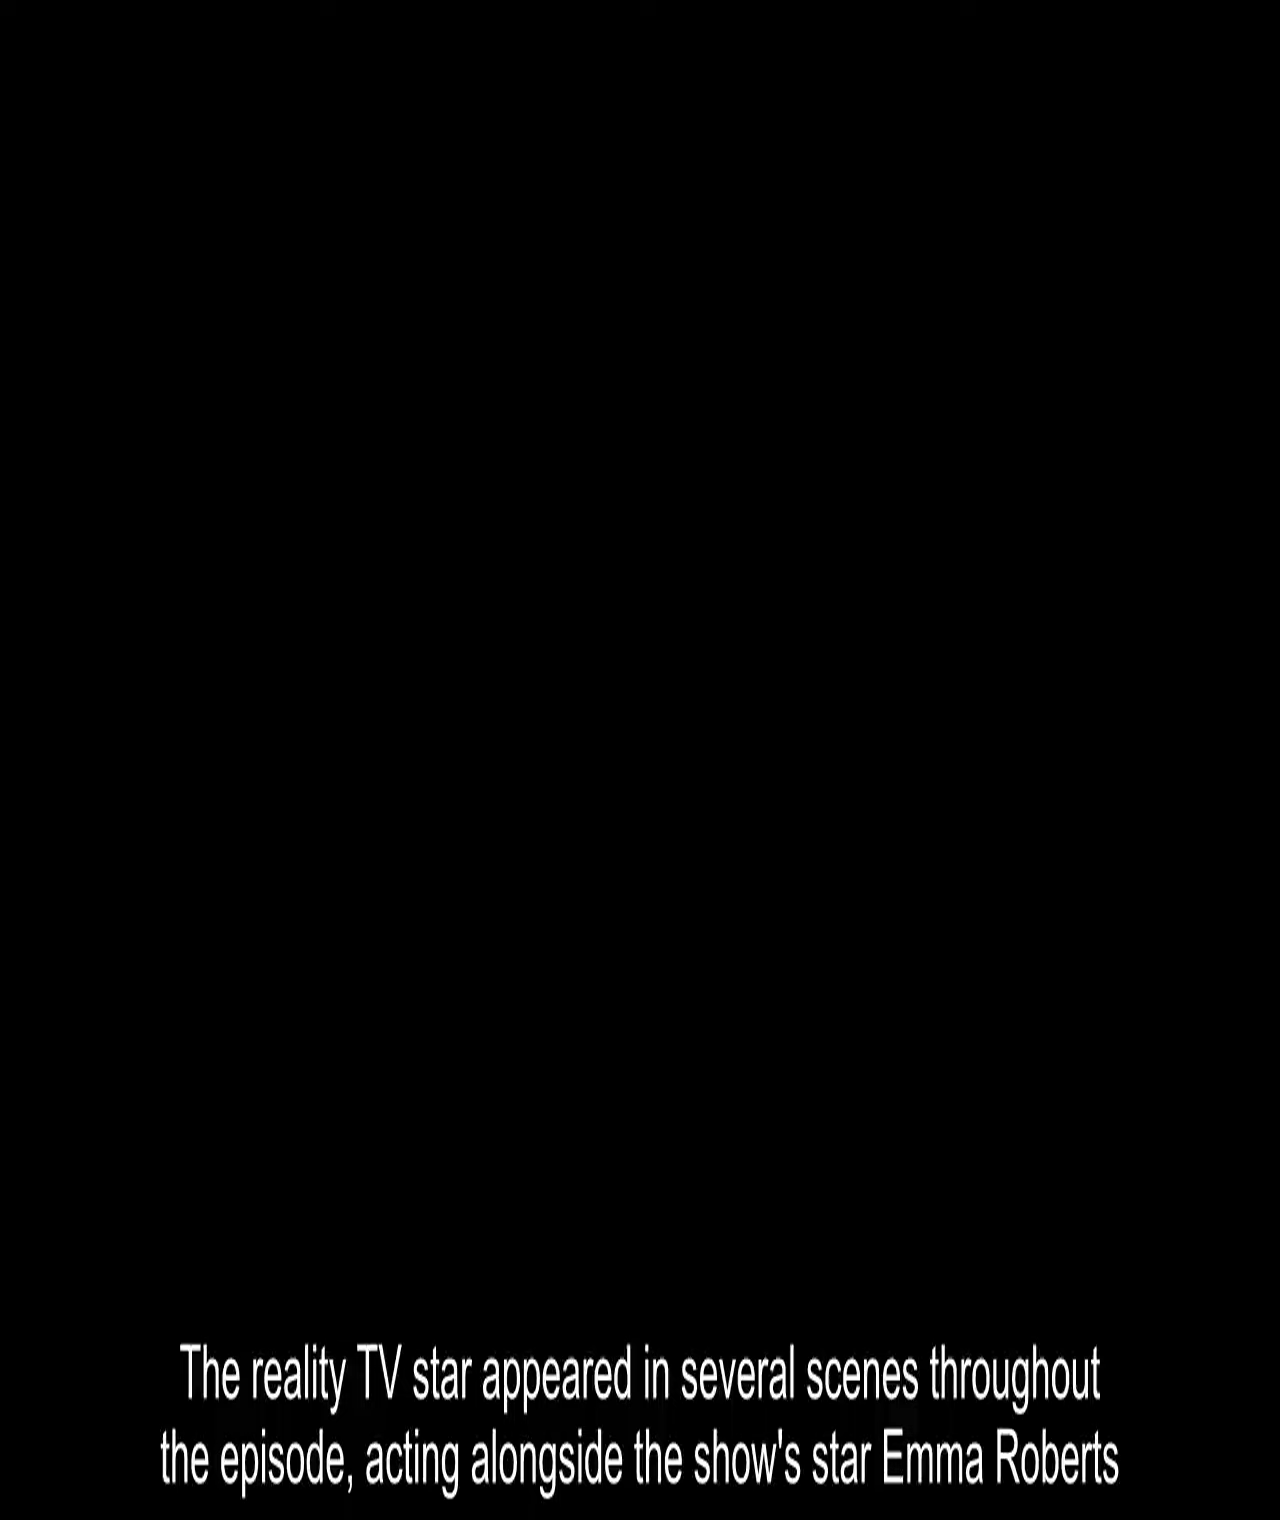 The reality TV star appeared in several scenes throughout
the episode, acting alongside the show's star Emma Roberts